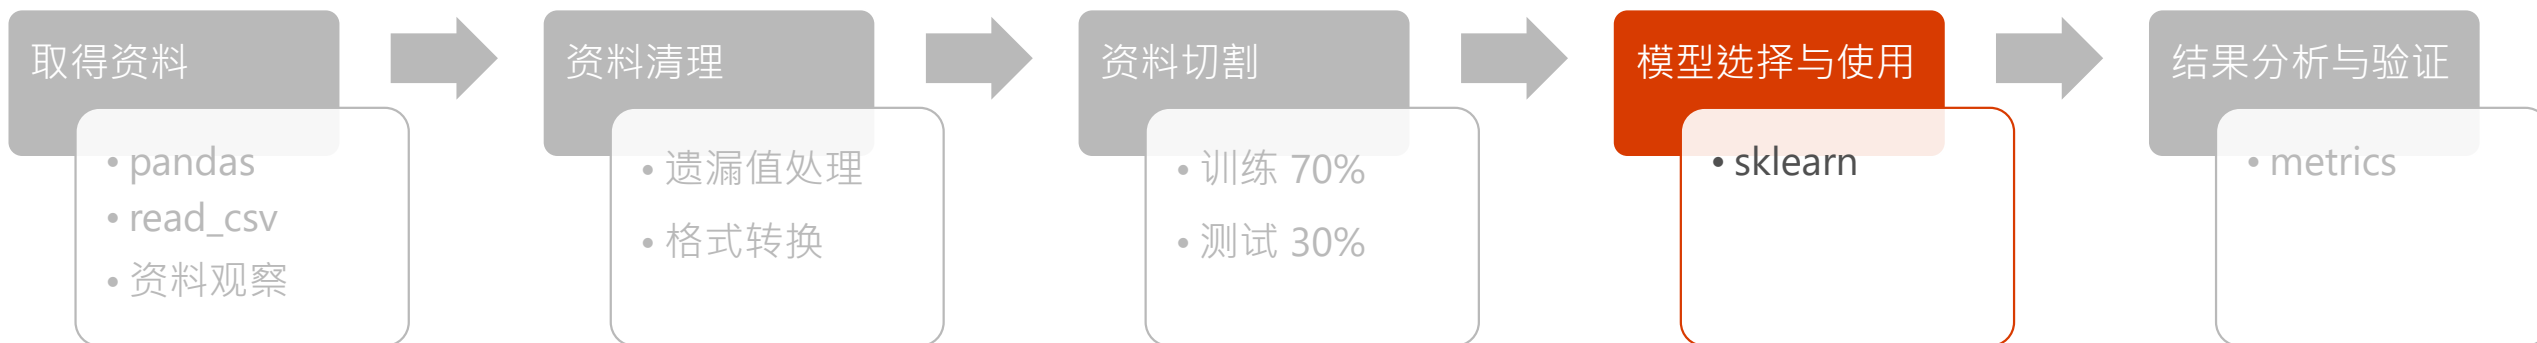 取得资料
• pandas
• read_csv
• 资料观察
资料清理
• 遗漏值处理
• 格式转换
资料切割
• 训练 70%
• 测试 30%
模型选择与使用
• sklearn
结果分析与验证
• metrics